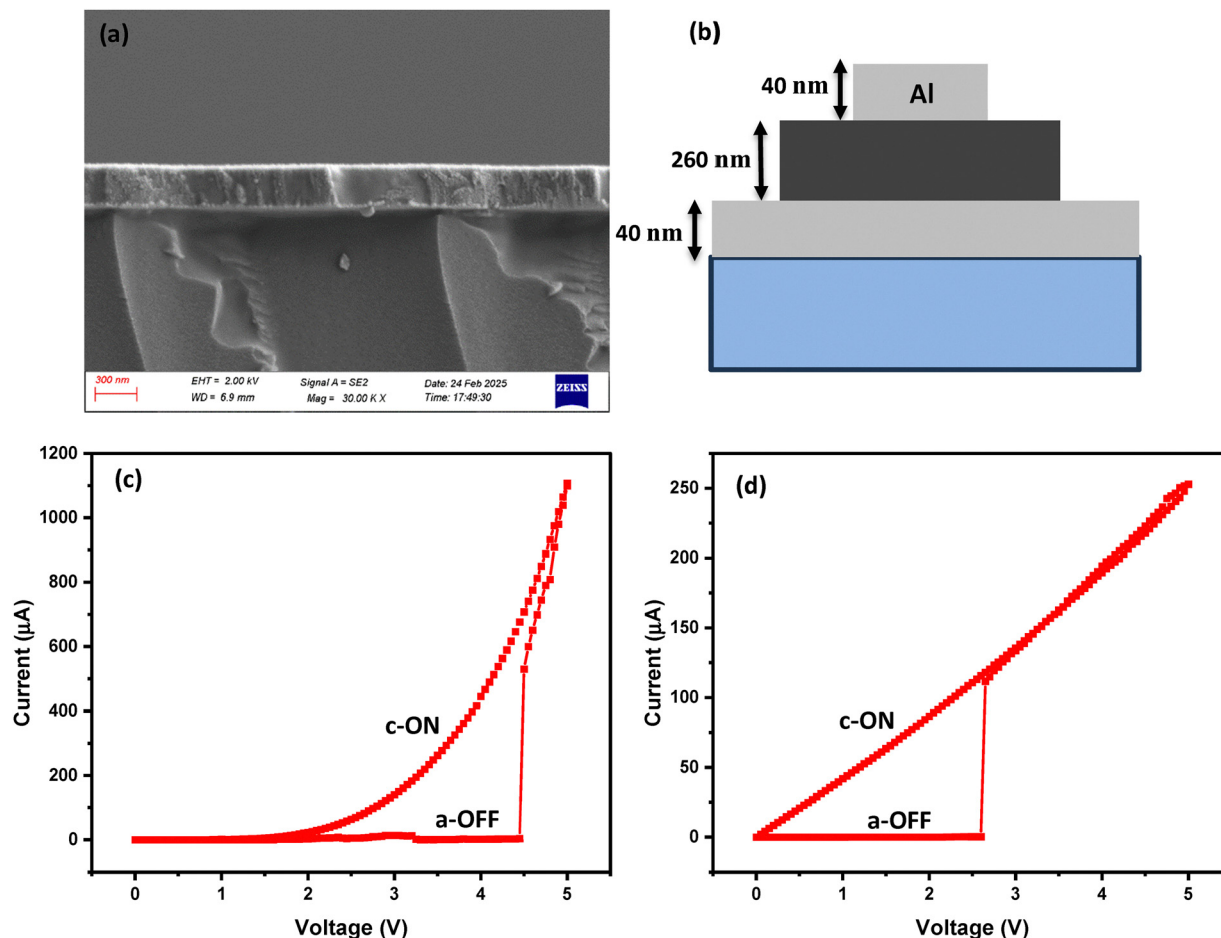 (a)
300 nm
EHT = 2.00 kV
WD = 6.9 mm
Signal A = SE2
Mag = 30.00 K X
Date: 24 Feb 2025
Time: 17:49:30
ZEISS
(b)
40 nm
Al
260 nm
40 nm
(c)
1200
1000
800
600
400
200
0
Current (µA)
c-ON
a-OFF
0
1
2
3
4
5
Voltage (V)
(d)
250
200
150
100
50
0
Current (µA)
c-ON
a-OFF
0
1
2
3
4
5
Voltage (V)